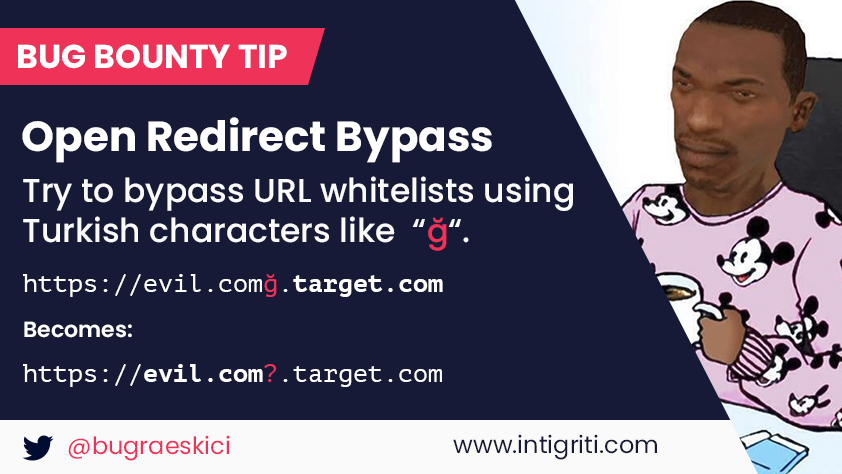 BUG BOUNTY TIP
Open Redirect Bypass
Try to bypass URL whitelists using
Turkish characters like “ğ“.
https://evil.comğ.target.com
Becomes:
https://evil.com?.target.com
@bugraeskici
www.intigriti.com